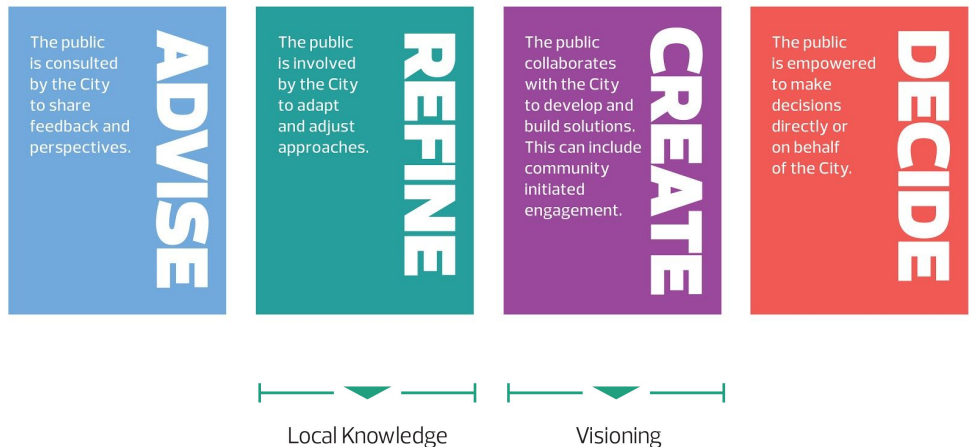 The public
is consulted
by the City
to share
feedback and
perspectives.
ADVISE
The public
is involved
by the City
to adapt
and adjust
approaches.
REFINE
The public
collaborates
with the City
to develop and
build solutions.
This can include
community
initiated
engagement.
CREATE
The public
is empowered
to make
decisions
directly or
on behalf
of the City.
DECIDE
Local Knowledge
Visioning